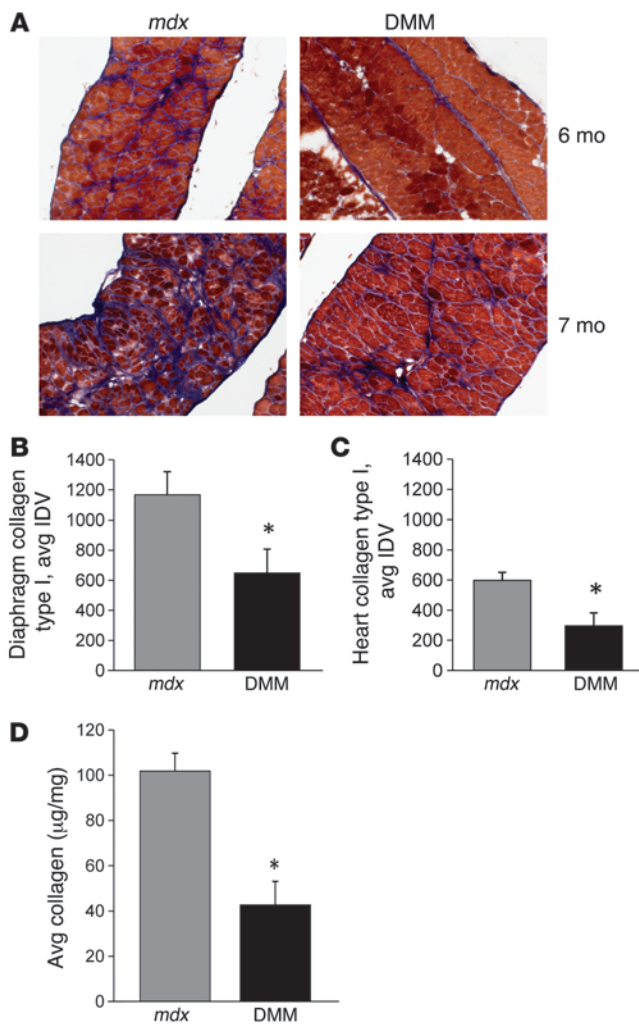 A
mdx
DMM
6 mo
7 mo
B
Diaphragm collagen
type I, avg IDV
1400
1200
1000
800
600
400
200
0
*
mdx
DMM
C
Heart collagen type I,
avg IDV
1400
1200
1000
800
600
400
200
0
*
mdx
DMM
D
Avg collagen (μg/mg)
120
100
80
60
40
20
0
*
mdx
DMM